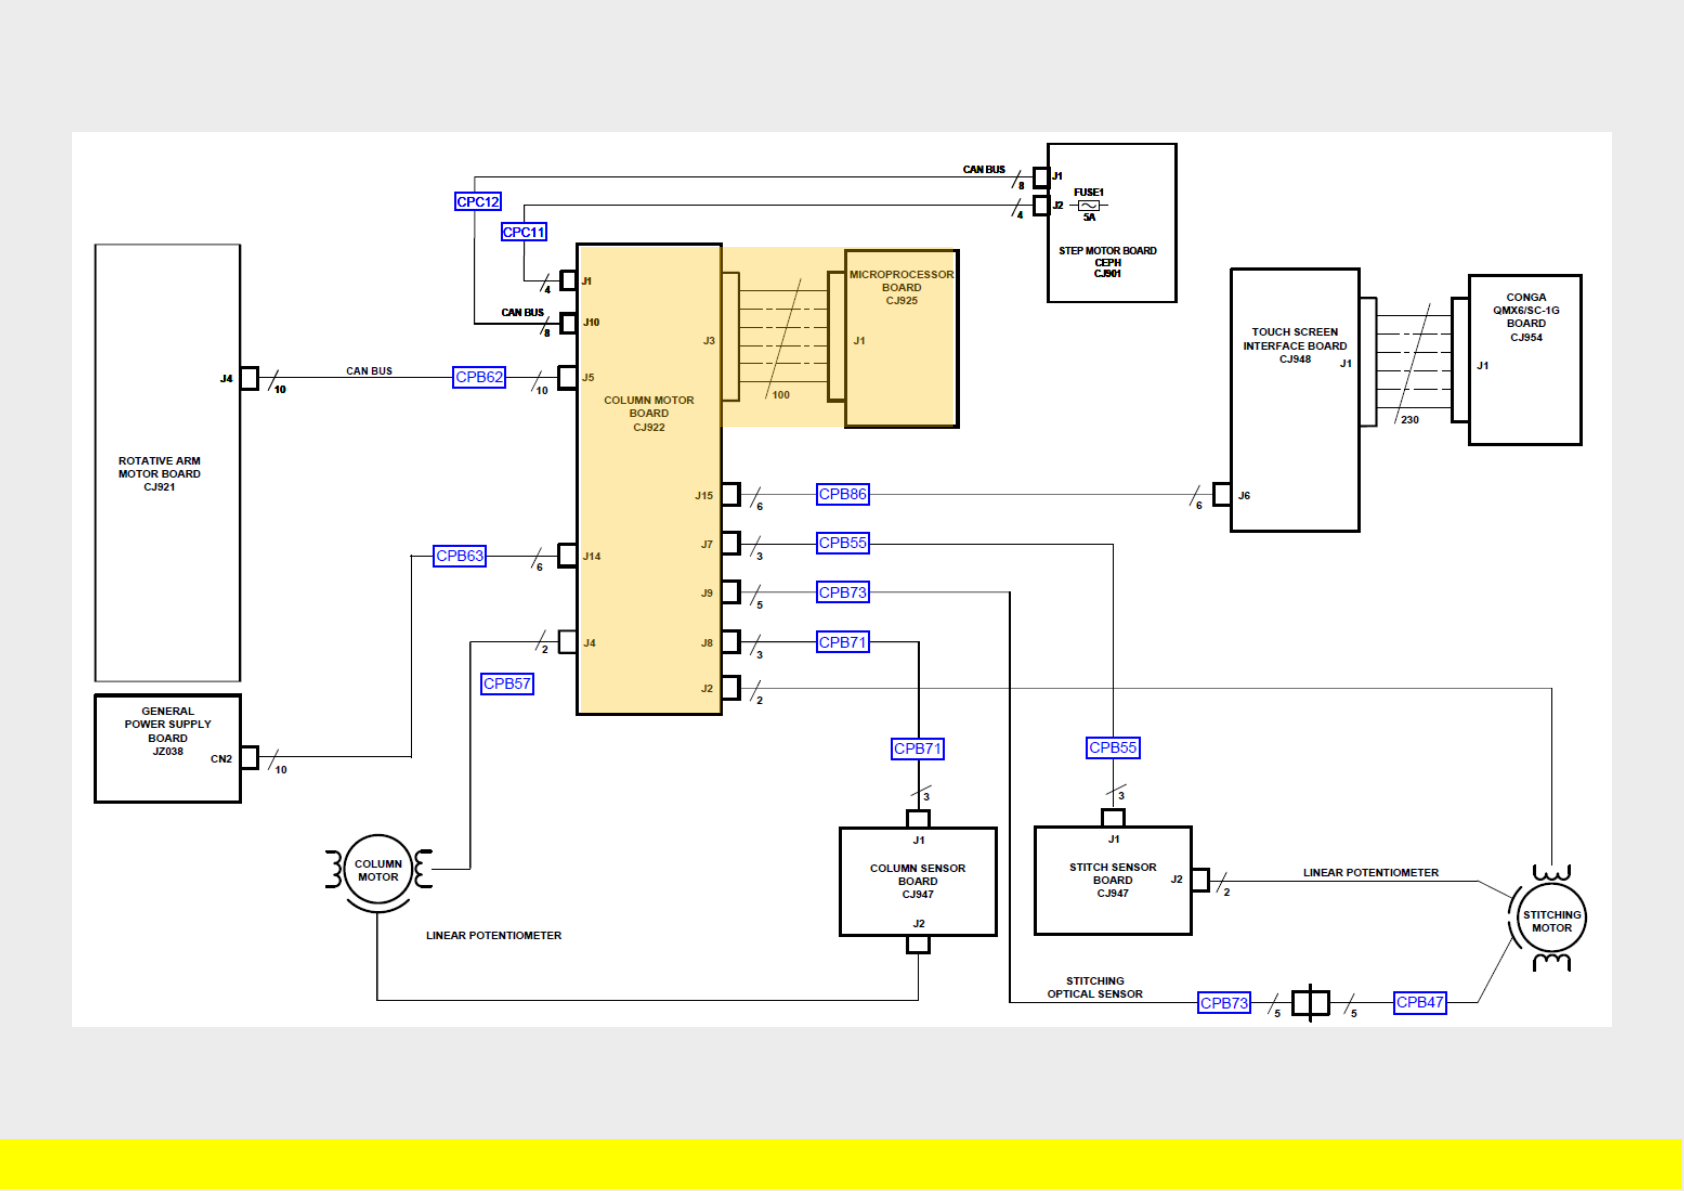 CAN BUS
8
J1
CPC12
FUSE1
J2
5A
4
CPC11
STEP MOTOR BOARD
CEPH
CJ901
J1
4
CAN BUS
J10
8
MICROPROCESSOR
BOARD
CJ925
J3
J1
100
TOUCH SCREEN
INTERFACE BOARD
CJ948
J1
CONGA
QMX6/SC-1G
BOARD
CJ954
J1
230
J4
10
CAN BUS
CPB62
10
J5
COLUMN MOTOR
BOARD
CJ922
ROTATIVE ARM
MOTOR BOARD
CJ921
J15
6
CPB86
6
J6
J7
3
CPB55
CPB63
6
J14
J9
5
CPB73
2
J4
J8
3
CPB71
CPB57
J2
2
GENERAL
POWER SUPPLY
BOARD
JZ038
CN2
10
CPB71
CPB55
3
3
J1
COLUMN SENSOR
BOARD
CJ947
J2
J1
STITCH SENSOR
BOARD
CJ947
J2
2
LINEAR POTENTIOMETER
COLUMN
MOTOR
STITCHING
MOTOR
LINEAR POTENTIOMETER
STITCHING
OPTICAL SENSOR
CPB73
5
5
CPB47